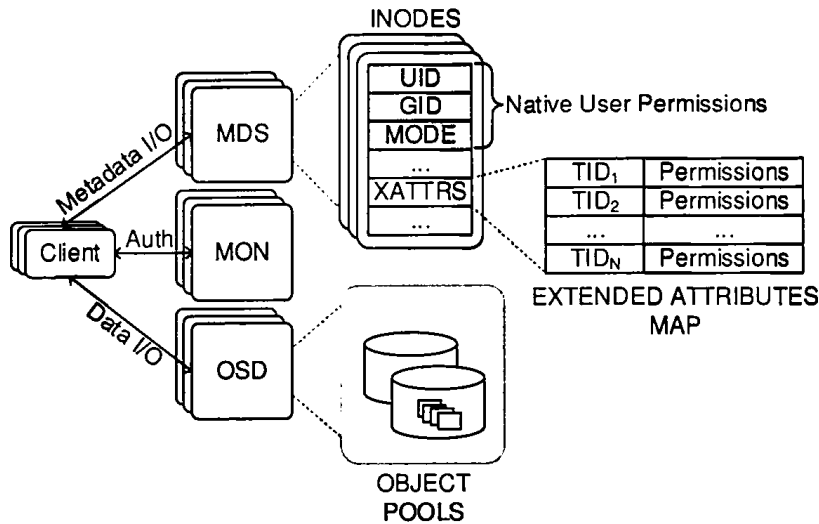 INODES
UID
GID
MODE
...
XATTRS
...
Native User Permissions
MDS
Metadata I/O
Client
Auth
MON
Data I/O
OSD
TID₁ Permissions
TID₂ Permissions
... ...
TIDN Permissions
EXTENDED ATTRIBUTES
MAP
OBJECT
POOLS